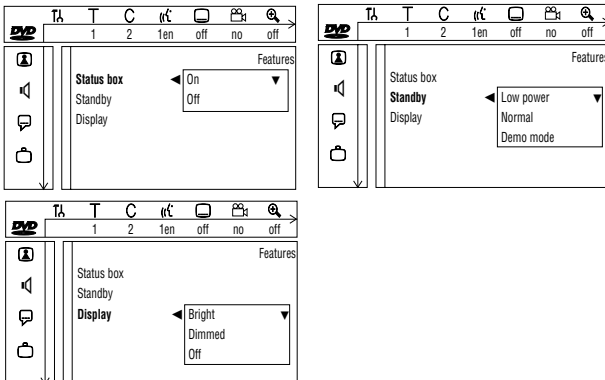 T C
DVD 1 2 1en off no off
Features
Status box On
Standby Off
Display
T C
DVD 1 2 1en off no off
Features
Status box
Standby Low power
Display Normal
Demo mode
T C
DVD 1 2 1en off no off
Features
Status box
Standby
Display Bright
Dimmed
Off